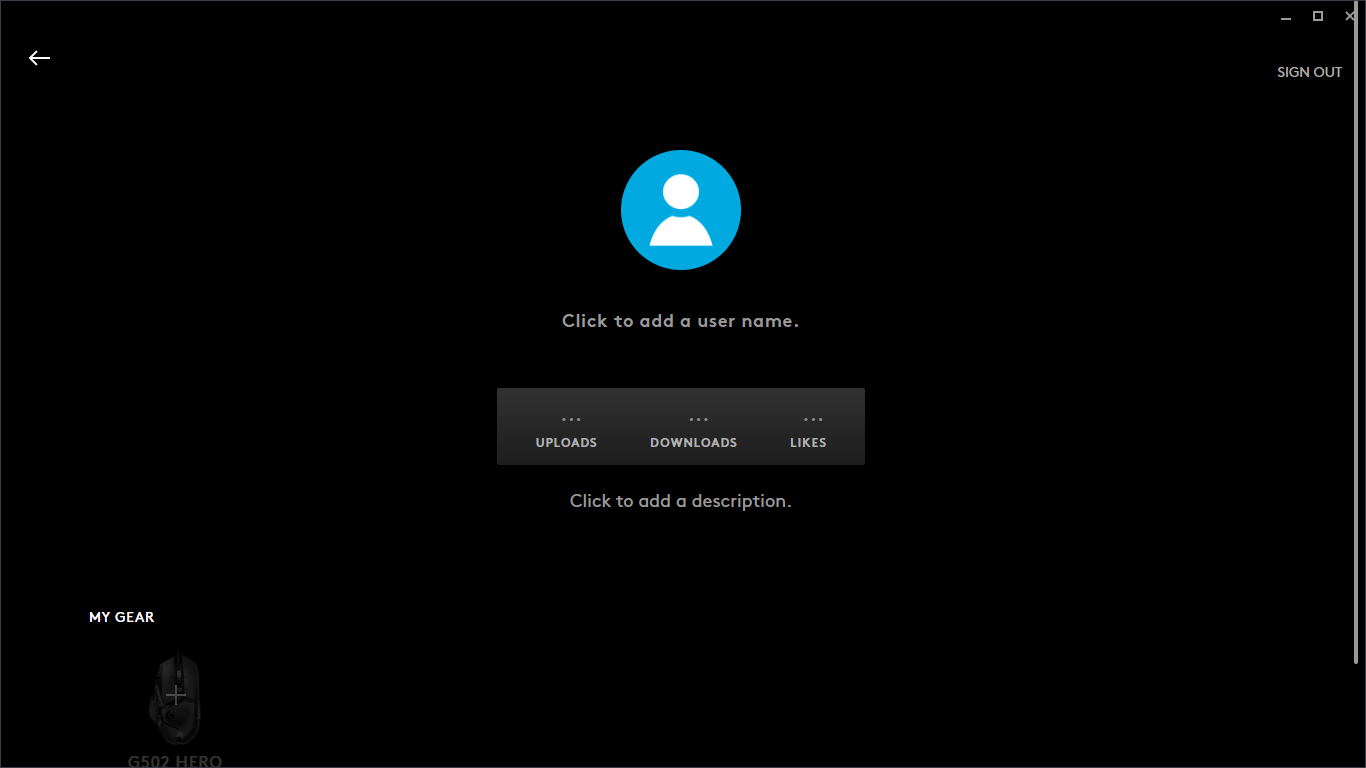 SIGN OUT
Click to add a user name.
... ... ...
UPLOADS DOWNLOADS LIKES
Click to add a description.
MY GEAR
G502 HERO